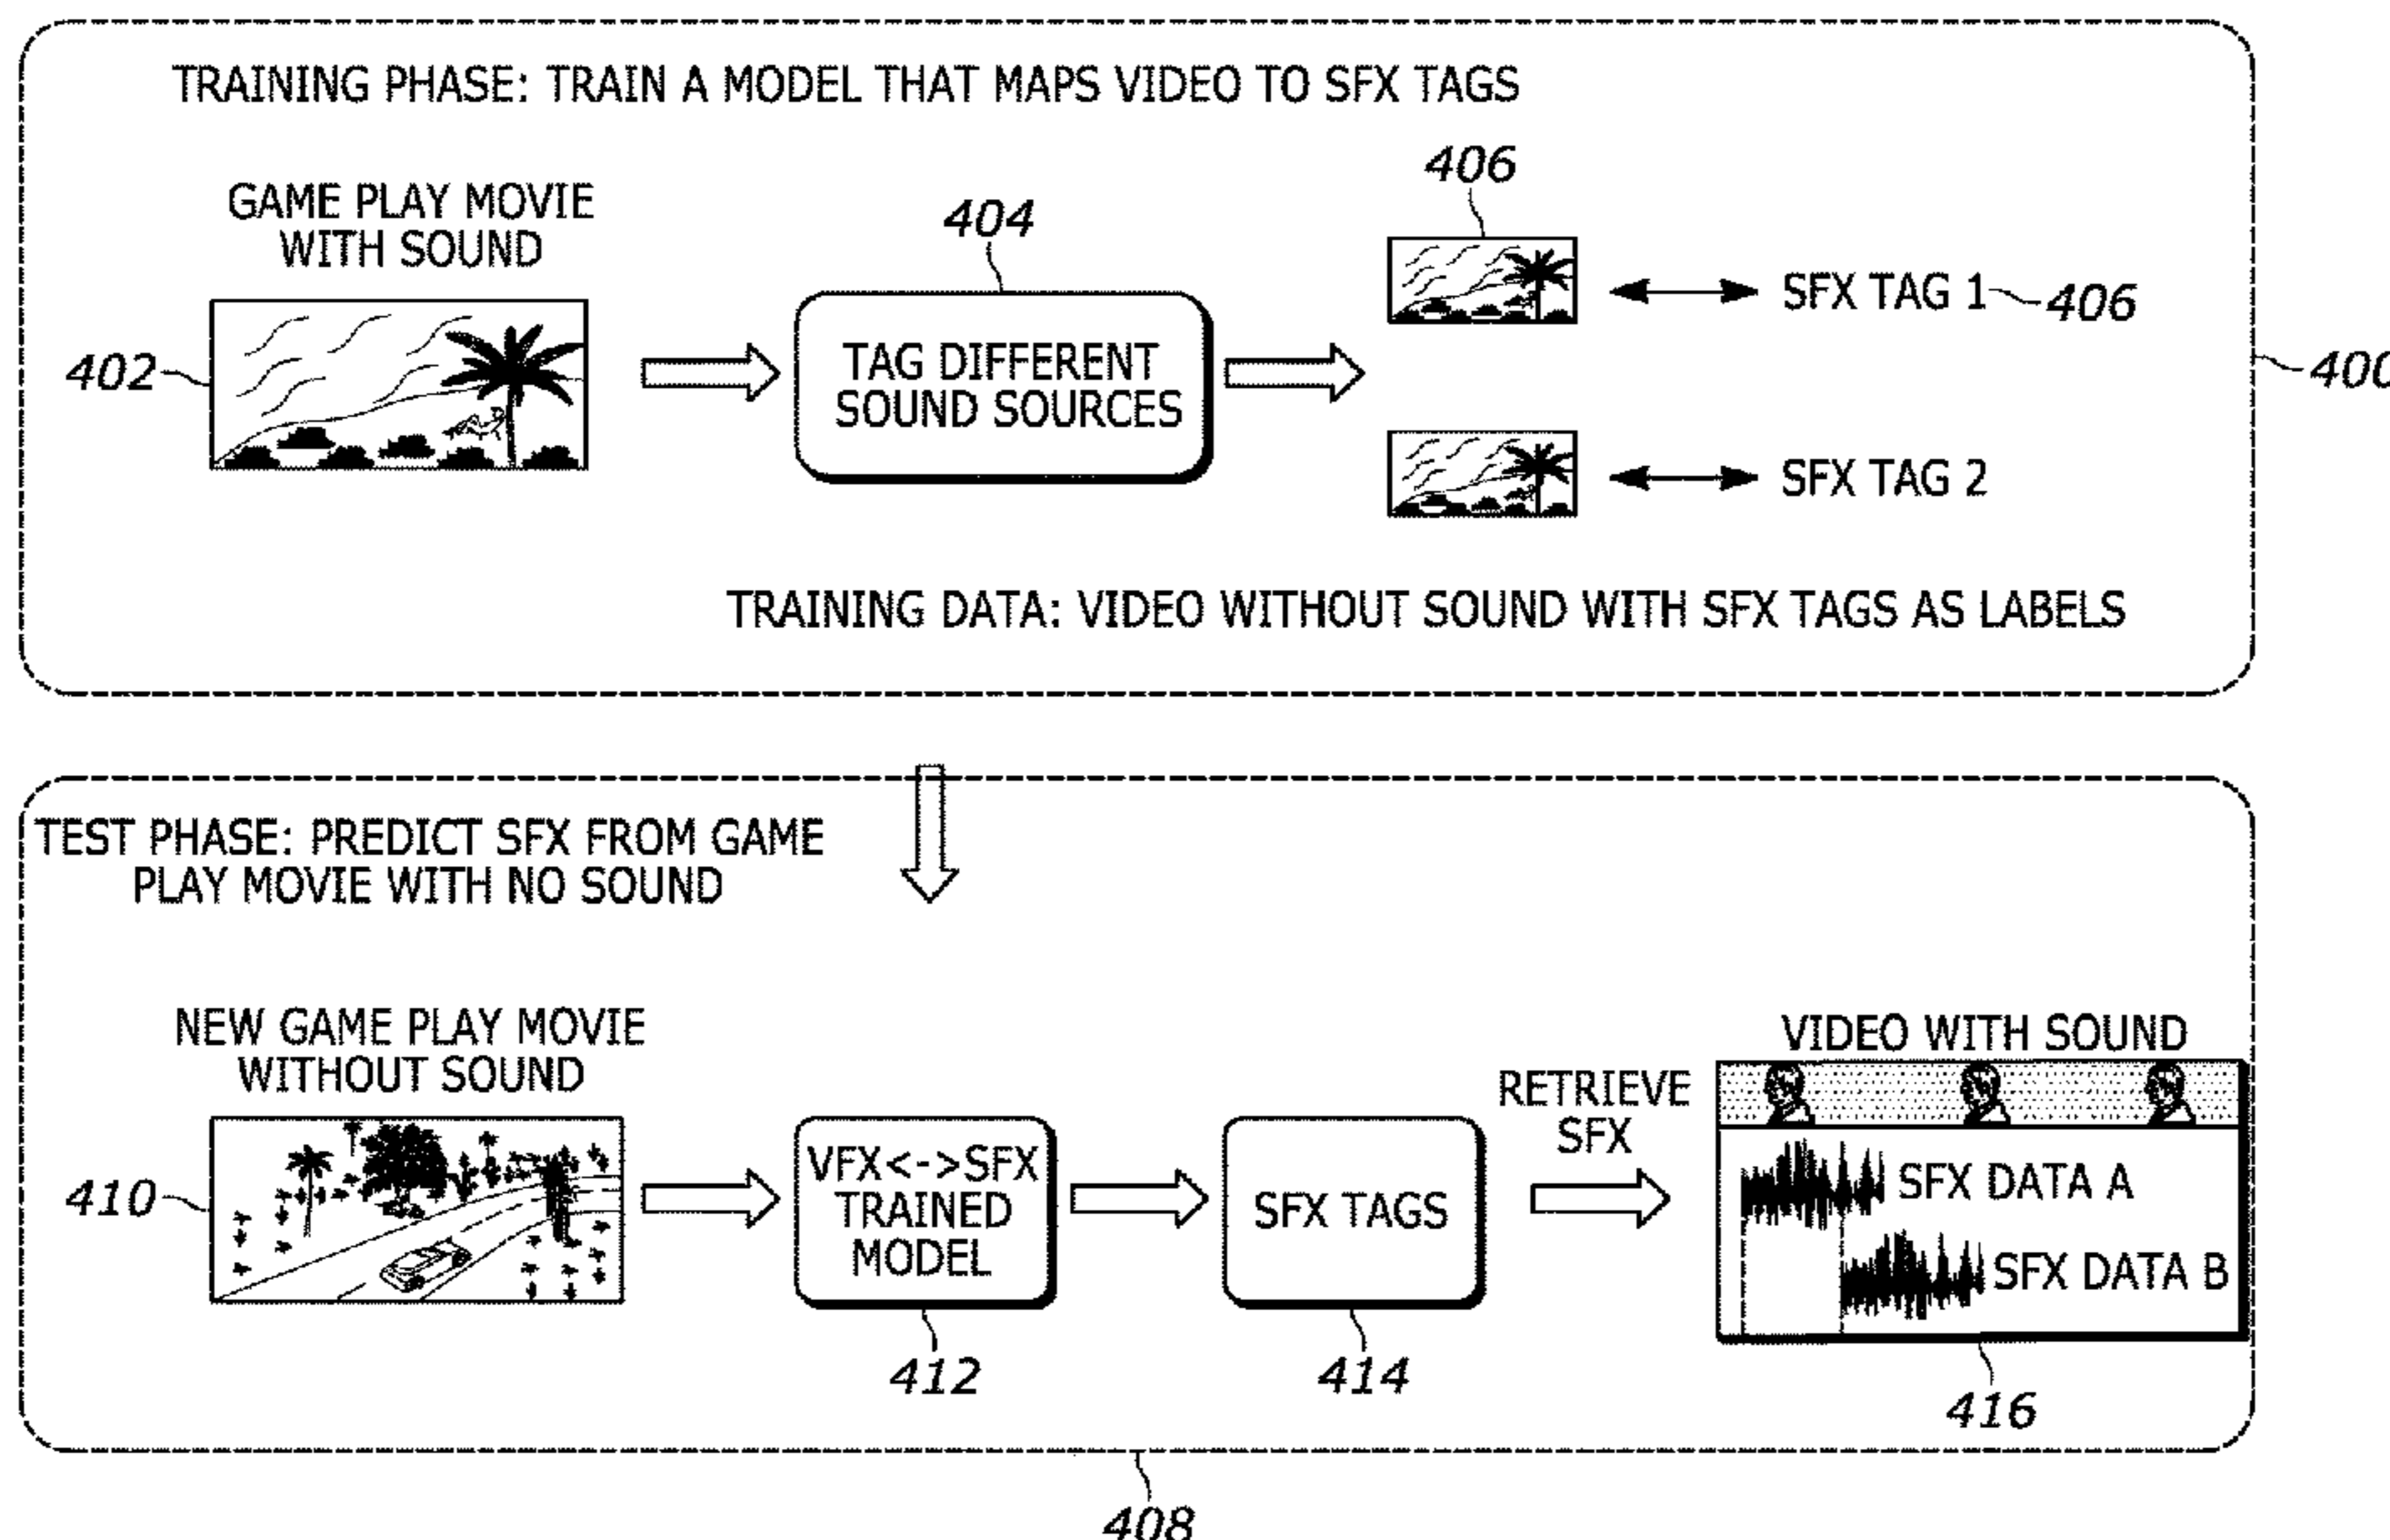 TRAINING PHASE: TRAIN A MODEL THAT MAPS VIDEO TO SFX TAGS
GAME PLAY MOVIE
WITH SOUND
402
404
TAG DIFFERENT
SOUND SOURCES
406
SFX TAG 1
406
SFX TAG 2
400
TRAINING DATA: VIDEO WITHOUT SOUND WITH SFX TAGS AS LABELS
TEST PHASE: PREDICT SFX FROM GAME
PLAY MOVIE WITH NO SOUND
NEW GAME PLAY MOVIE
WITHOUT SOUND
410
VFX<->SFX
TRAINED
MODEL
412
SFX TAGS
414
RETRIEVE
SFX
VIDEO WITH SOUND
SFX DATA A
SFX DATA B
416
408